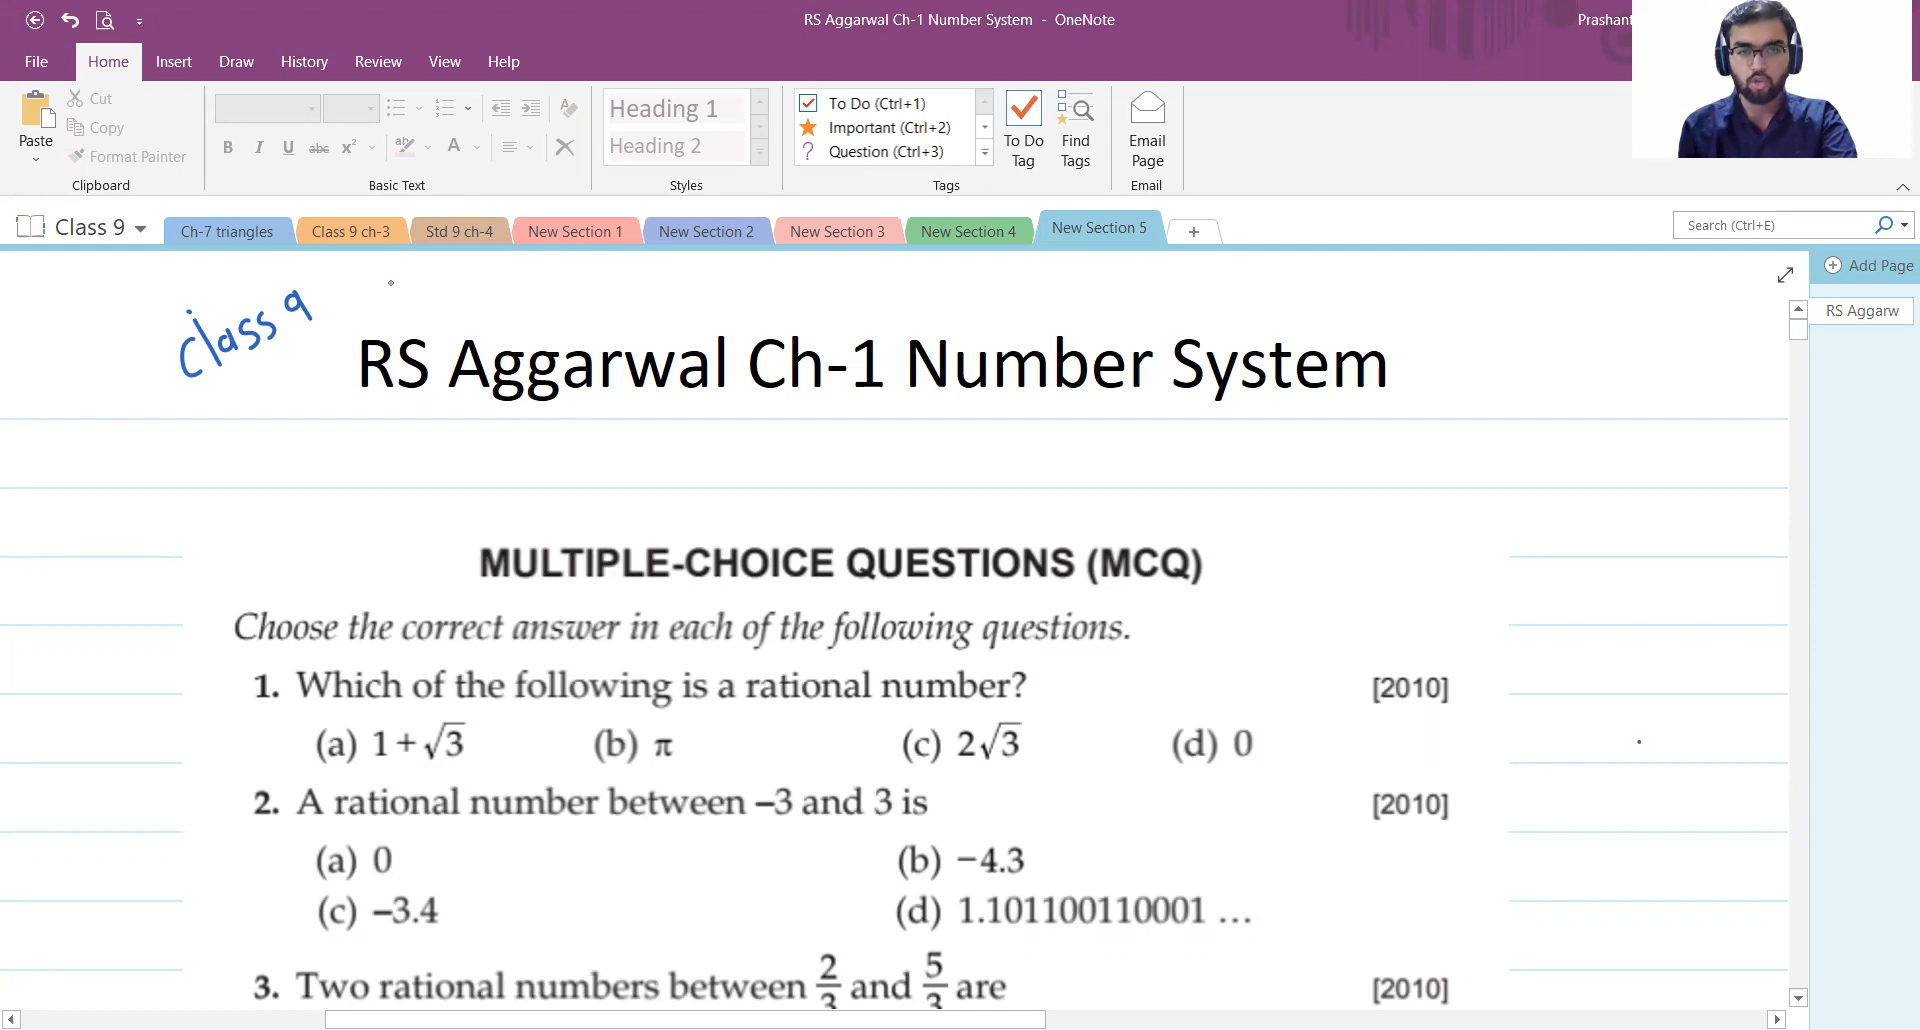 RS Aggarwal Ch-1 Number System - OneNote
Prashant
File Home Insert Draw History Review View Help
Paste
Cut
Copy
Format Painter
Clipboard
B I U abc x² ab A
Basic Text
Heading 1
Heading 2
Styles
To Do (Ctrl+1)
Important (Ctrl+2)
Question (Ctrl+3)
Tags
To Do Tag
Find Tags
Email Page
Email
Class 9
Ch-7 triangles
Class 9 ch-3
Std 9 ch-4
New Section 1
New Section 2
New Section 3
New Section 4
New Section 5
+
Search (Ctrl+E)
Add Page
RS Aggarw
Class 9
RS Aggarwal Ch-1 Number System
MULTIPLE-CHOICE QUESTIONS (MCQ)
Choose the correct answer in each of the following questions.
1. Which of the following is a rational number? [2010]
(a) 1 + √3 (b) π (c) 2√3 (d) 0
2. A rational number between –3 and 3 is [2010]
(a) 0 (b) –4.3
(c) –3.4 (d) 1.101100110001 ...
3. Two rational numbers between 2/3 and 5/3 are [2010]